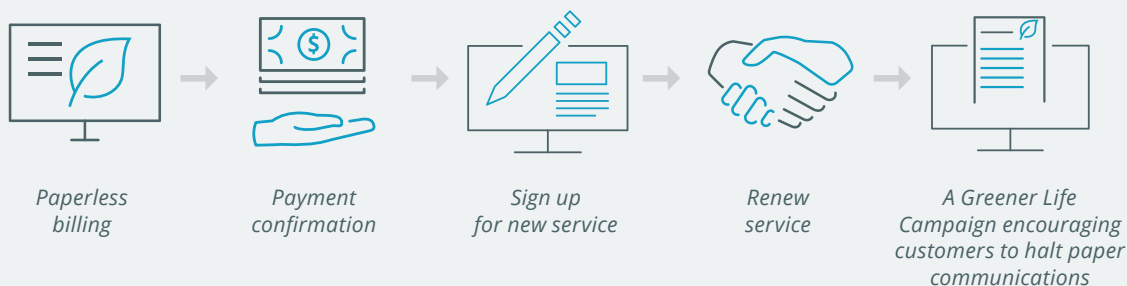 $
Paperless
billing
Payment
confirmation
Sign up
for new service
Renew
service
A Greener Life
Campaign encouraging
customers to halt paper
communications